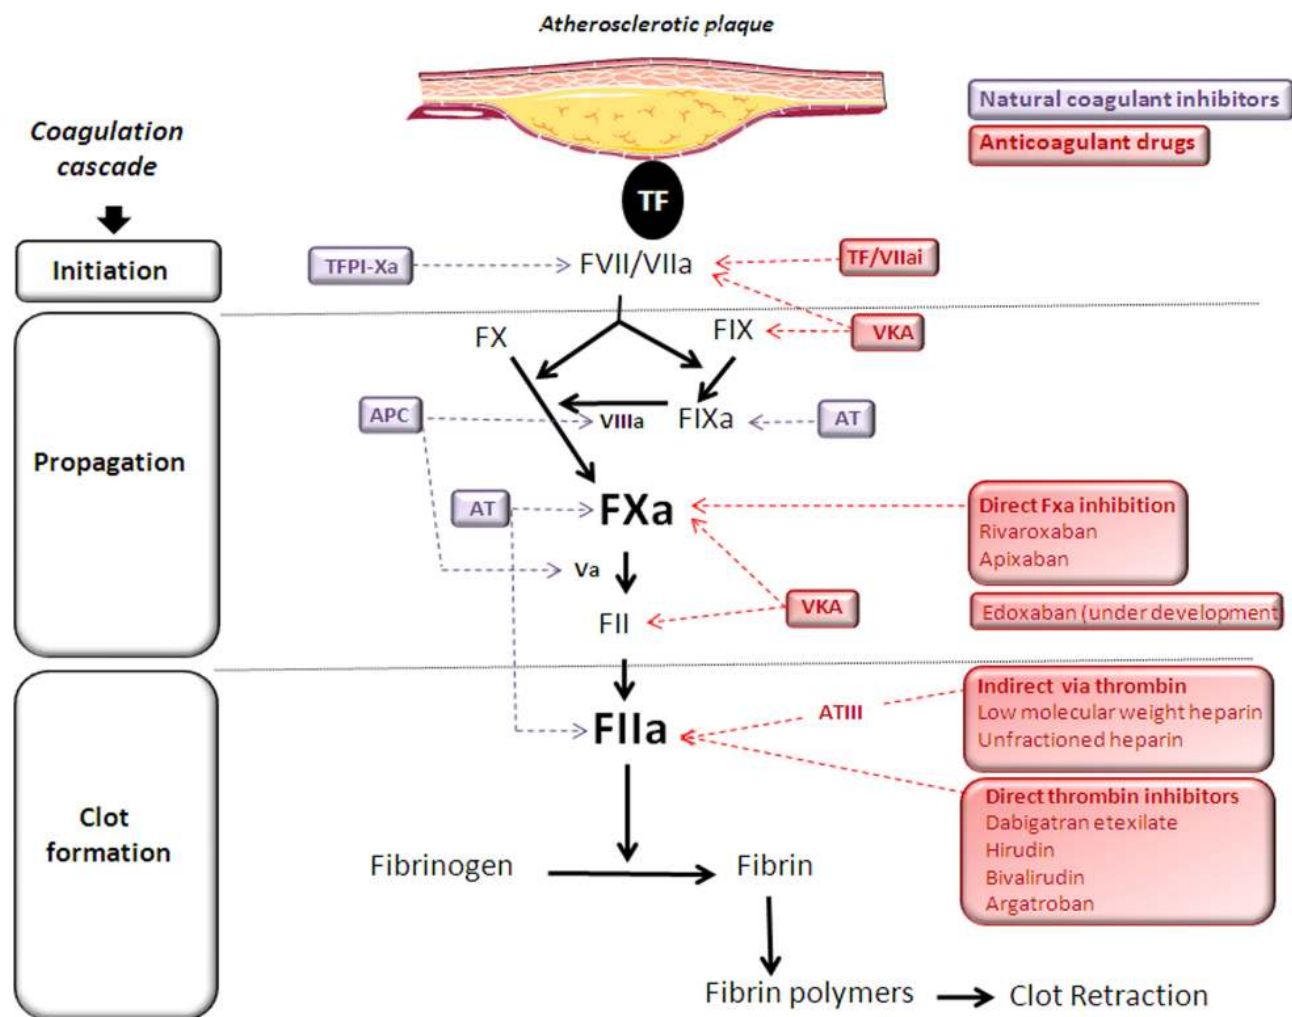 Atherosclerotic plaque
Natural coagulant inhibitors
Anticoagulant drugs
Coagulation
cascade
TF
Initiation
TFPI-Xa
FVII/VIIa
TF/VIIai
FX
FIX
VKA
Propagation
APC
VIIIa
FIXa
AT
AT
FXa
Direct Fxa inhibition
Rivaroxaban
Apixaban
Va
FII
VKA
Edoxaban (under development
Clot
formation
FIIa
ATIII
Indirect via thrombin
Low molecular weight heparin
Unfractioned heparin
Direct thrombin inhibitors
Dabigatran etexilate
Hirudin
Bivalirudin
Argatroban
Fibrinogen
Fibrin
Fibrin polymers
Clot Retraction